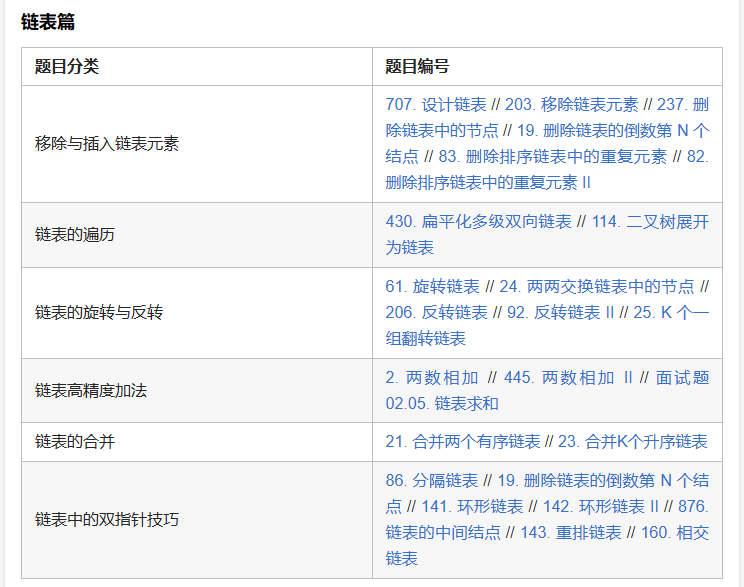 链表篇
题目分类 题目编号
移除与插入链表元素
707. 设计链表 // 203. 移除链表元素 // 237. 删
除链表中的节点 // 19. 删除链表的倒数第 N 个
结点 // 83. 删除排序链表中的重复元素 // 82.
删除排序链表中的重复元素 II
链表的遍历
430. 扁平化多级双向链表 // 114. 二叉树展开
为链表
链表的旋转与反转
61. 旋转链表 // 24. 两两交换链表中的节点 //
206. 反转链表 // 92. 反转链表 II // 25. K 个一
组翻转链表
链表高精度加法
2. 两数相加 // 445. 两数相加 II // 面试题
02.05. 链表求和
链表的合并
21. 合并两个有序链表 // 23. 合并K个升序链表
链表中的双指针技巧
86. 分隔链表 // 19. 删除链表的倒数第 N 个结
点 // 141. 环形链表 // 142. 环形链表 II // 876.
链表的中间结点 // 143. 重排链表 // 160. 相交
链表